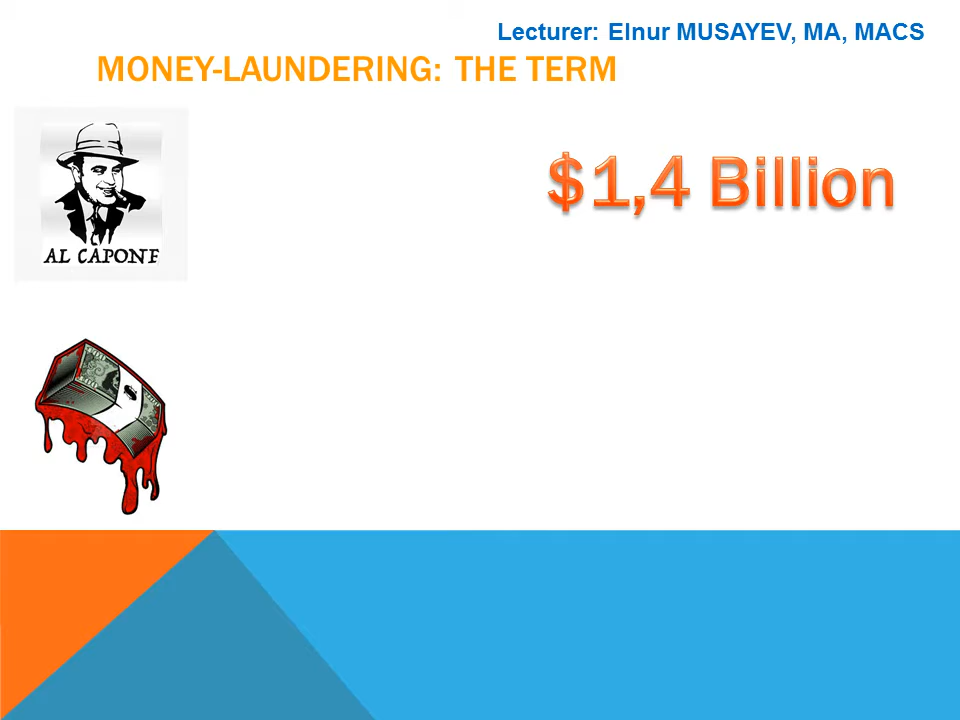 Lecturer: Elnur MUSAYEV, MA, MACS
MONEY-LAUNDERING: THE TERM
$1,4 Billion
AL CAPONE